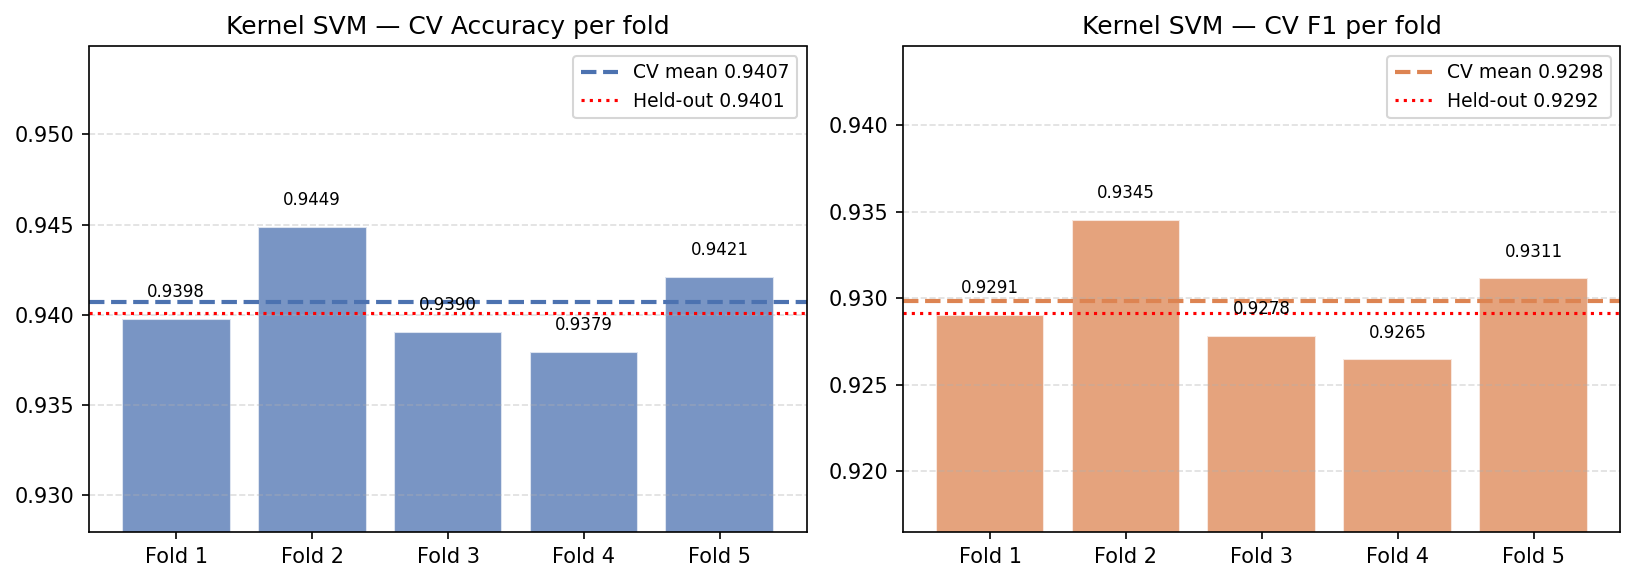 Kernel SVM — CV Accuracy per fold
CV mean 0.9407
Held-out 0.9401
0.950
0.945
0.940
0.935
0.930
0.9398
0.9449
0.9390
0.9379
0.9421
Fold 1
Fold 2
Fold 3
Fold 4
Fold 5
Kernel SVM — CV F1 per fold
CV mean 0.9298
Held-out 0.9292
0.940
0.935
0.930
0.925
0.920
0.9291
0.9345
0.9278
0.9265
0.9311
Fold 1
Fold 2
Fold 3
Fold 4
Fold 5